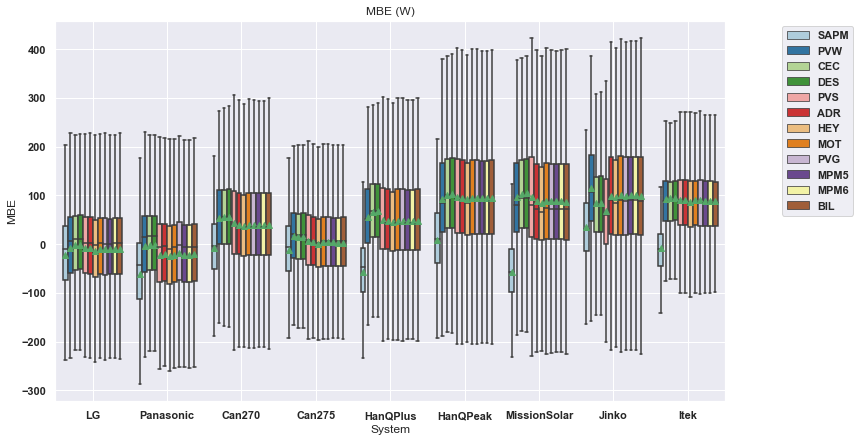 MBE (W)
400
300
200
100
0
−100
−200
−300
MBE
LG Panasonic Can270 Can275 HanQPlus HanQPeak MissionSolar Jinko Itek
System
SAPM
PVW
CEC
DES
PVS
ADR
HEY
MOT
PVG
MPM5
MPM6
BIL